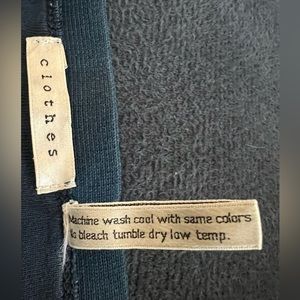 clothes
Machine wash cool with same colors
No bleach tumble dry low temp.